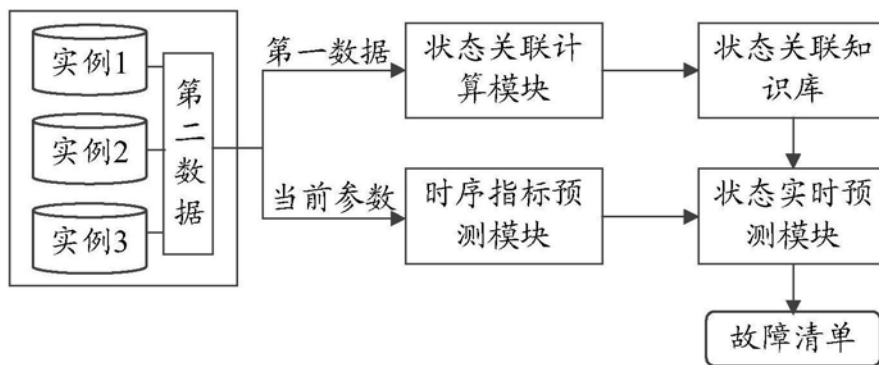 实例1
实例2
实例3
第二数据
第一数据
当前参数
状态关联计
算模块
状态关联知
识库
时序指标预
测模块
状态实时预
测模块
故障清单